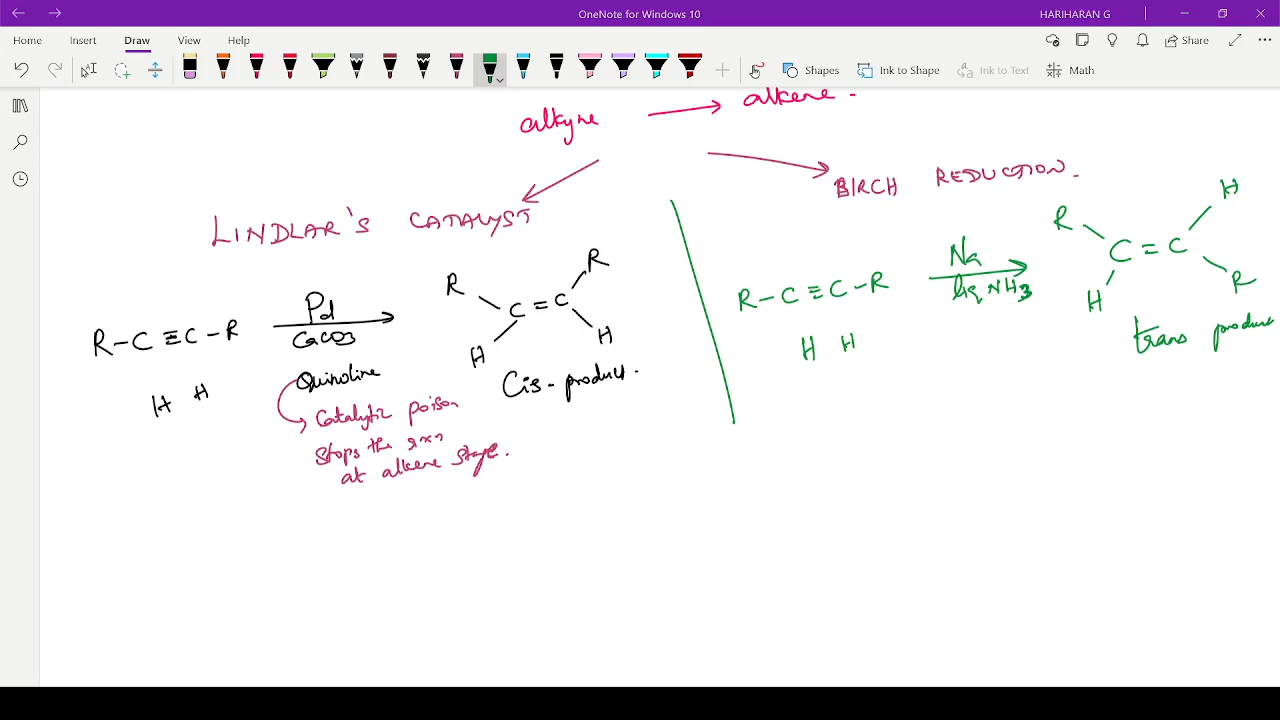 OneNote for Windows 10
HARIHARAN G
Home Insert Draw View Help
Share
Shapes
Ink to Shape
Ink to Text
Math
alkyne → alkene.
LINDLAR'S CATALYST
BIRCH REDUCTION.
R-C≡C-R
H H
Pd
CaCO3
Quinoline
Catalytic poison
Stops the rxn
at alkene stage.
R R
C=C
H H
Cis-product.
R-C≡C-R
H H
Na
liq NH3
R H
C=C
H R
trans product